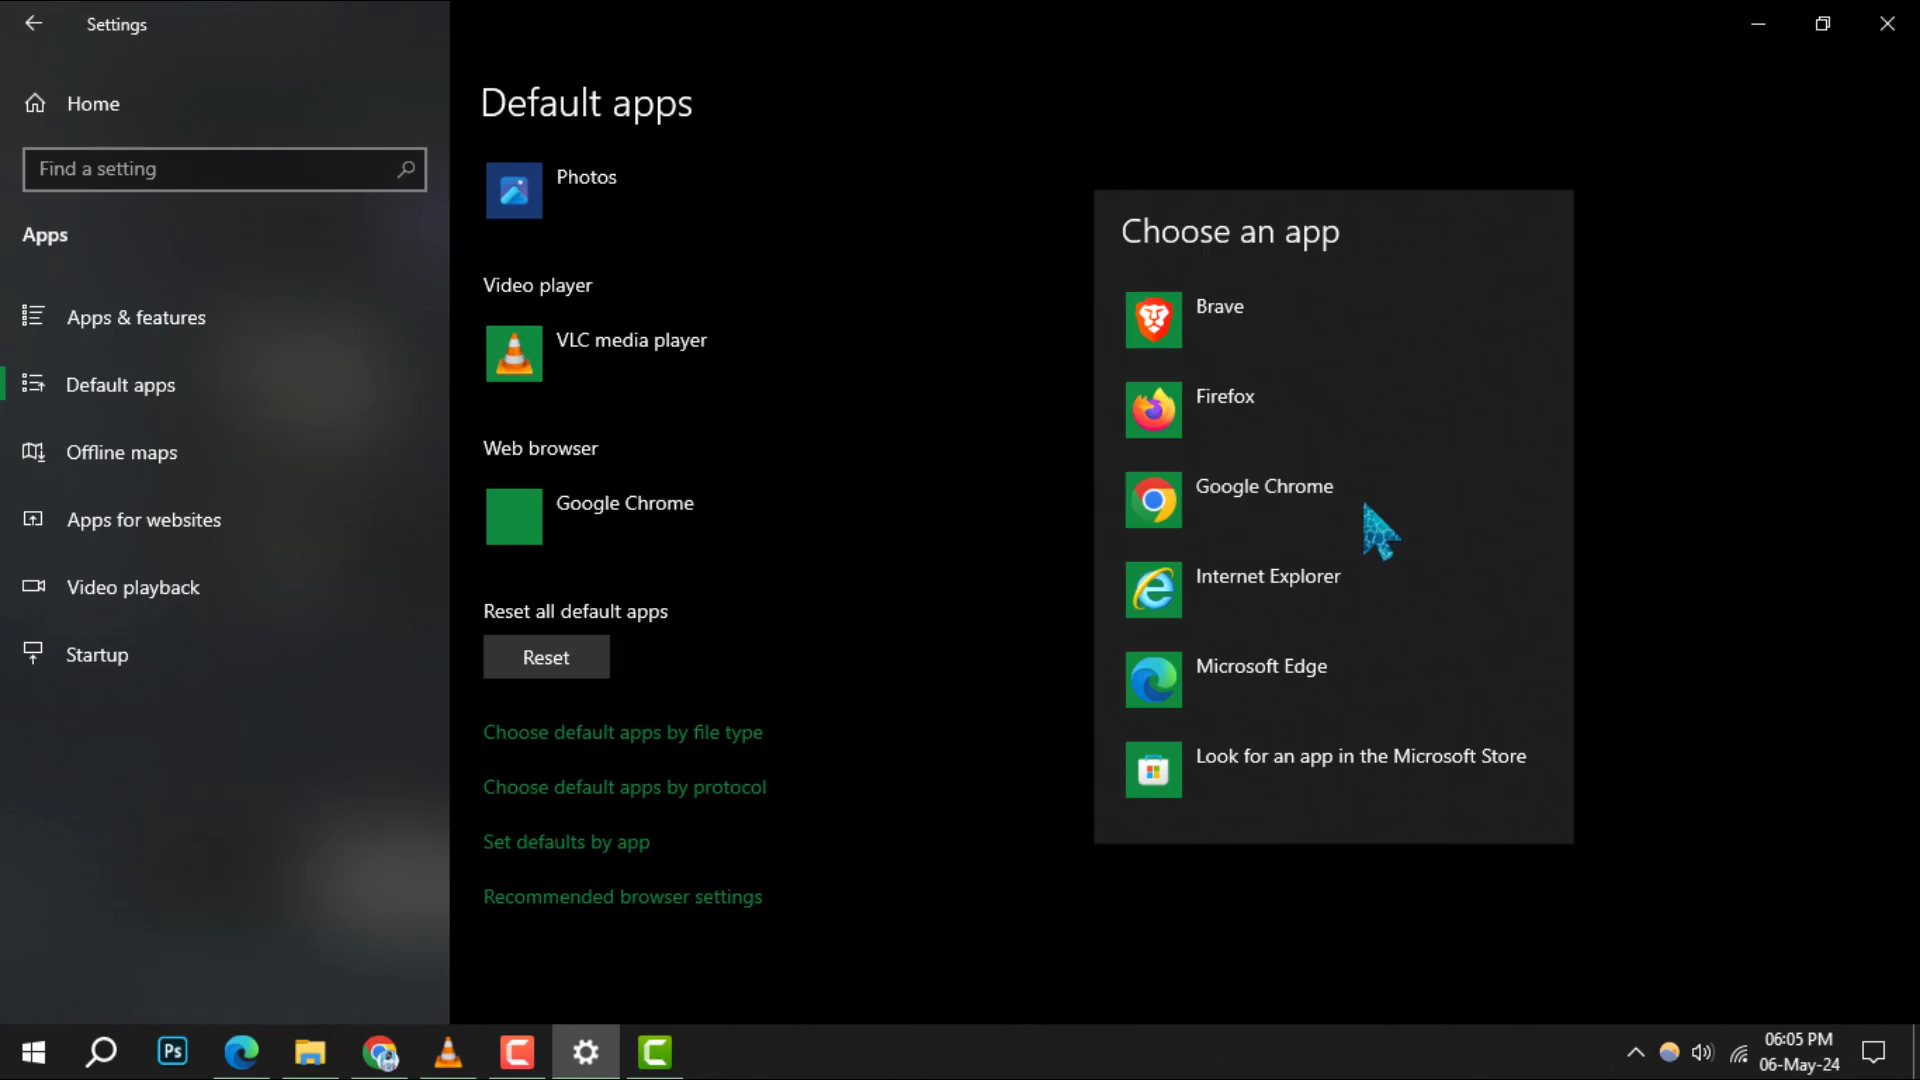 Settings
Home
Find a setting
Apps
Apps & features
Default apps
Offline maps
Apps for websites
Video playback
Startup
Default apps
Photos
Video player
VLC media player
Web browser
Google Chrome
Reset all default apps
Reset
Choose default apps by file type
Choose default apps by protocol
Set defaults by app
Recommended browser settings
Choose an app
Brave
Firefox
Google Chrome
Internet Explorer
Microsoft Edge
Look for an app in the Microsoft Store
Ps
06:05 PM
06-May-24